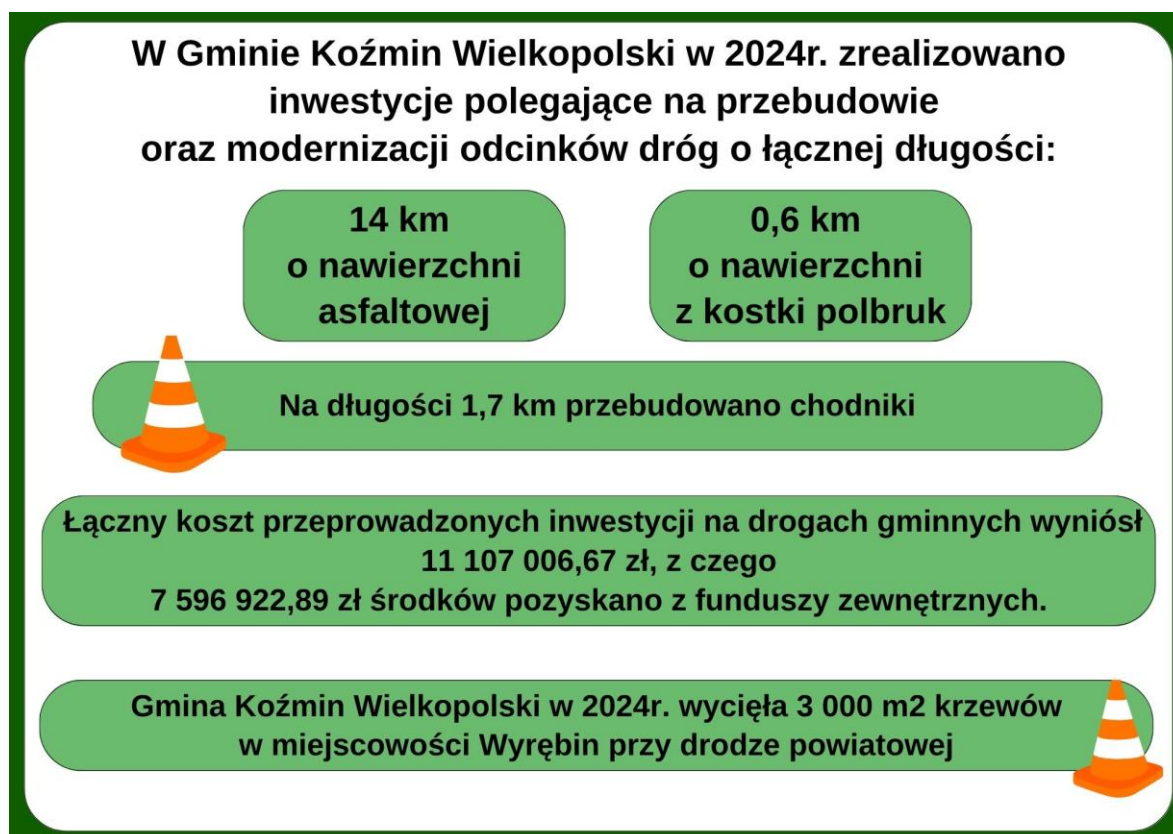 W Gminie Koźmin Wielkopolski w 2024r. zrealizowano
inwestycje polegające na przebudowie
oraz modernizacji odcinków dróg o łącznej długości:
14 km
o nawierzchni
asfaltowej
0,6 km
o nawierzchni
z kostki polbruk
Na długości 1,7 km przebudowano chodniki
Łączny koszt przeprowadzonych inwestycji na drogach gminnych wyniósł
11 107 006,67 zł, z czego
7 596 922,89 zł środków pozyskano z funduszy zewnętrznych.
Gmina Koźmin Wielkopolski w 2024r. wycięła 3 000 m2 krzewów
w miejscowości Wyrębin przy drodze powiatowej